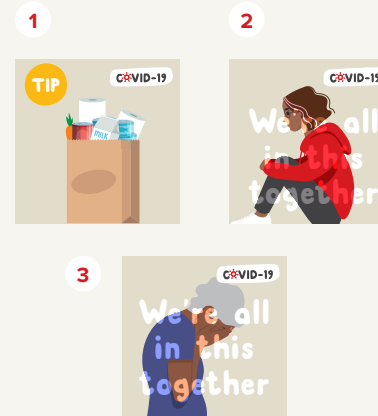 1
TIP
COVID-19
MILK
2
COVID-19
We all
in this
together
3
COVID-19
We're all
in this
together